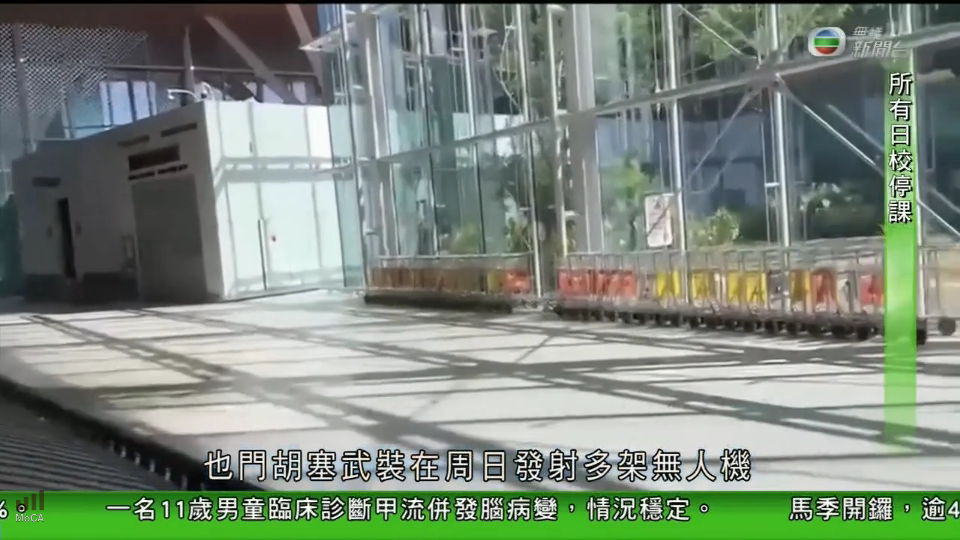 無綫
新聞台
所有日校停課
也門胡塞武裝在周日發射多架無人機
%。 一名11歲男童臨床診斷甲流併發腦病變，情況穩定。 馬季開鑼，逾4
MoCA